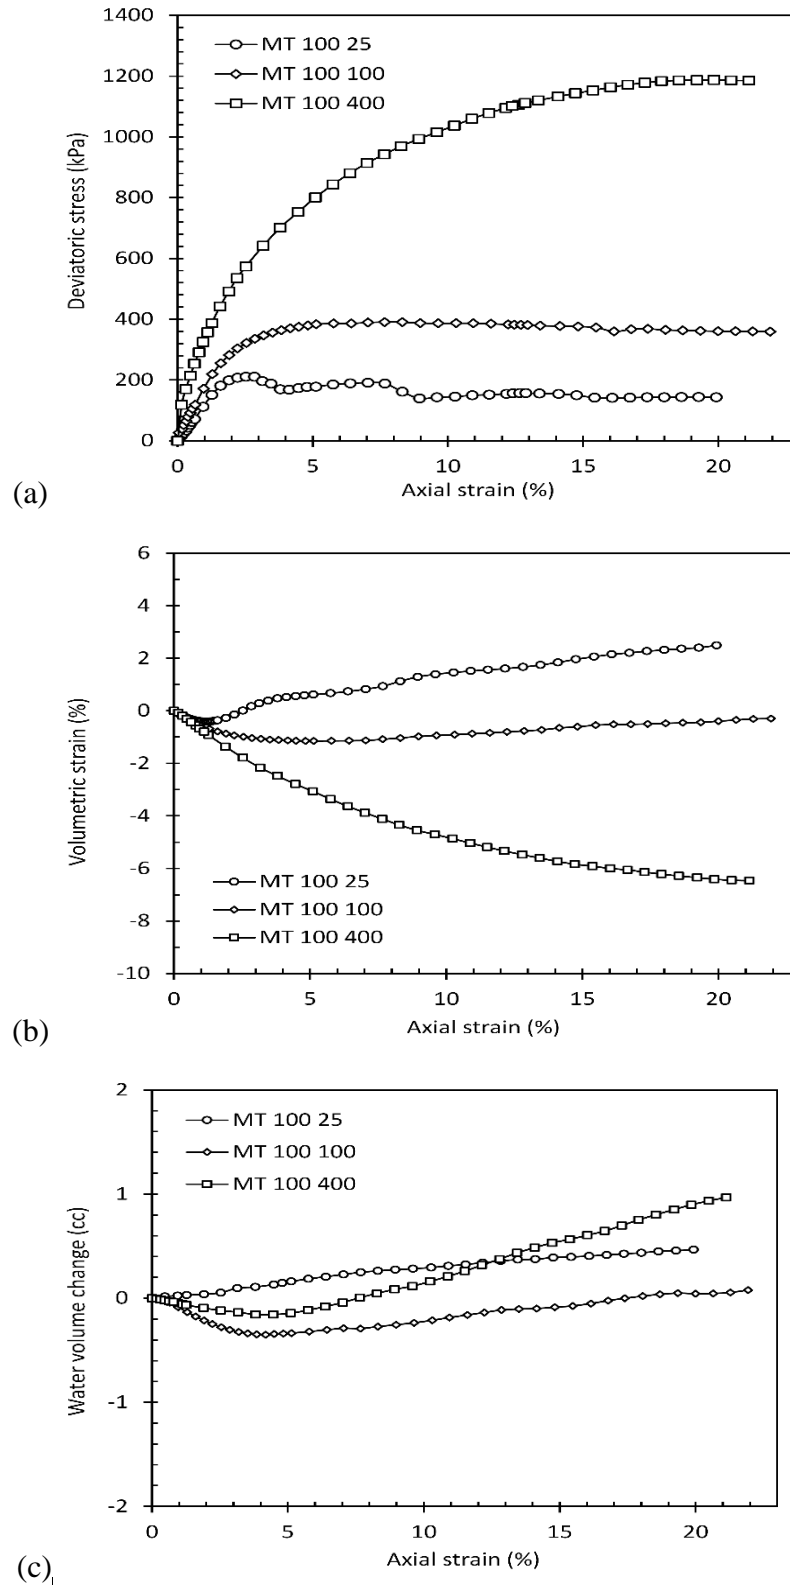 1400
1200
1000
800
600
400
200
0
Deviatoric stress (kPa)
MT 100 25
MT 100 100
MT 100 400
0 5 10 15 20
Axial strain (%)
(a)
6
4
2
0
-2
-4
-6
-8
-10
Volumetric strain (%)
MT 100 25
MT 100 100
MT 100 400
0 5 10 15 20
Axial strain (%)
(b)
2
1
0
-1
-2
Water volume change (cc)
MT 100 25
MT 100 100
MT 100 400
0 5 10 15 20
Axial strain (%)
(c)